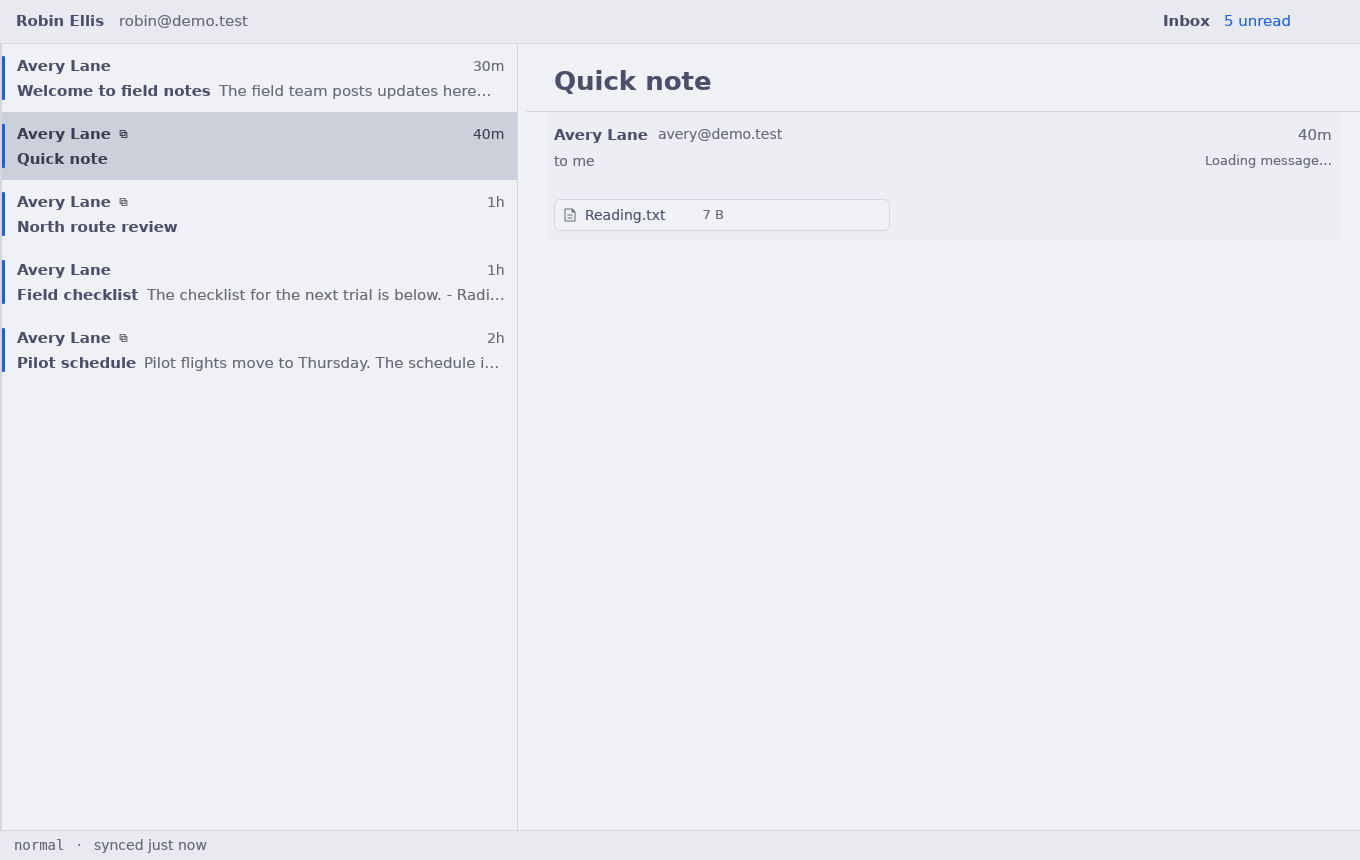 Robin Ellis robin@demo.test
Inbox 5 unread
Avery Lane 30m
Welcome to field notes The field team posts updates here…
Avery Lane 40m
Quick note
Avery Lane 1h
North route review
Avery Lane 1h
Field checklist The checklist for the next trial is below. - Radi…
Avery Lane 2h
Pilot schedule Pilot flights move to Thursday. The schedule i…
Quick note
Avery Lane avery@demo.test 40m
to me Loading message…
Reading.txt 7 B
normal · synced just now